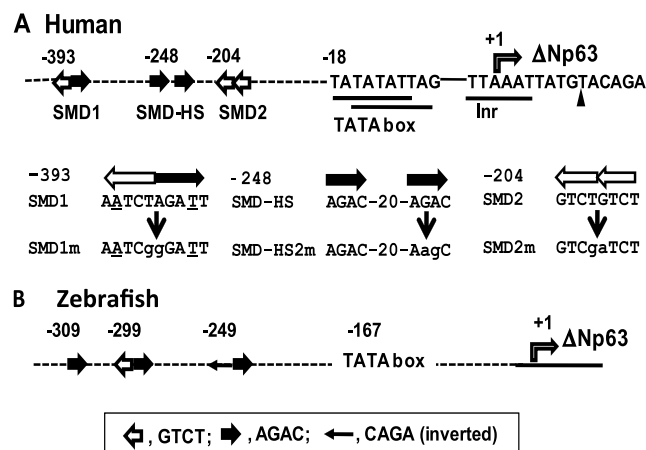 A Human
-393 -248 -204 -18 +1 ΔNp63
TATATATTAG TTAAATTATGTACAGA
SMD1 SMD-HS SMD2 TATA box Inr
-393 -248 -204
SMD1 AATCTAGATT SMD-HS AGAC-20-AGAC SMD2 GTCTGTCT
SMD1m AATCggGATT SMD-HS2m AGAC-20-AagC SMD2m GTCgaTCT
B Zebrafish
-309 -299 -249 -167 +1 ΔNp63
TATA box
, GTCT; , AGAC; , CAGA (inverted)